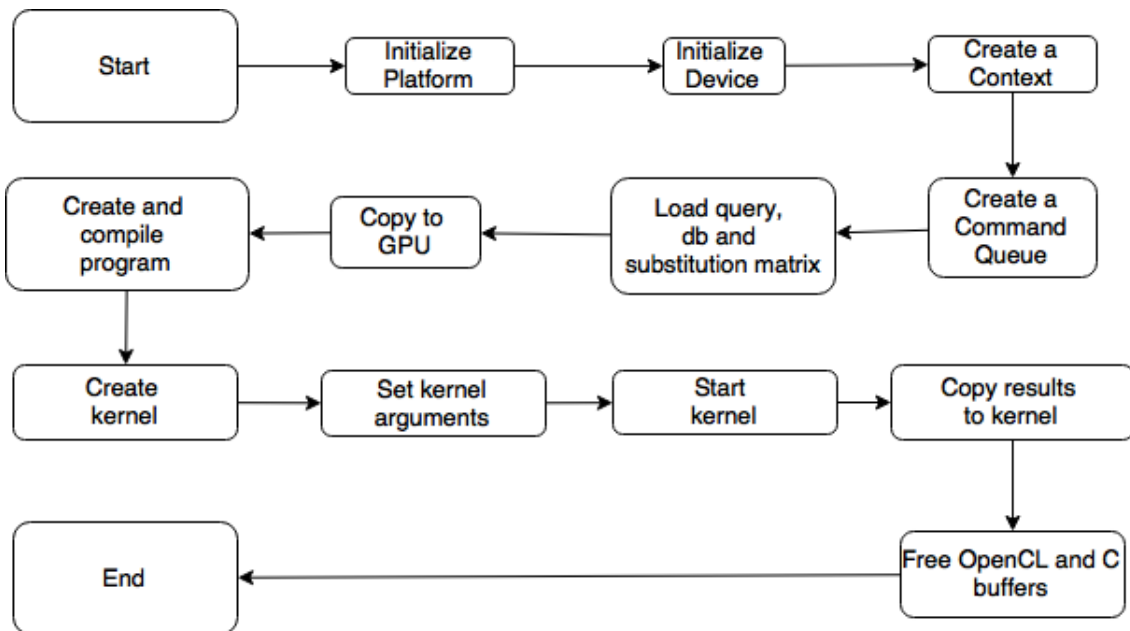 Start
Initialize
Platform
Initialize
Device
Create a
Context
Create a
Command
Queue
Load query,
db and
substitution matrix
Copy to
GPU
Create and
compile
program
Create
kernel
Set kernel
arguments
Start
kernel
Copy results
to kernel
Free OpenCL and C
buffers
End